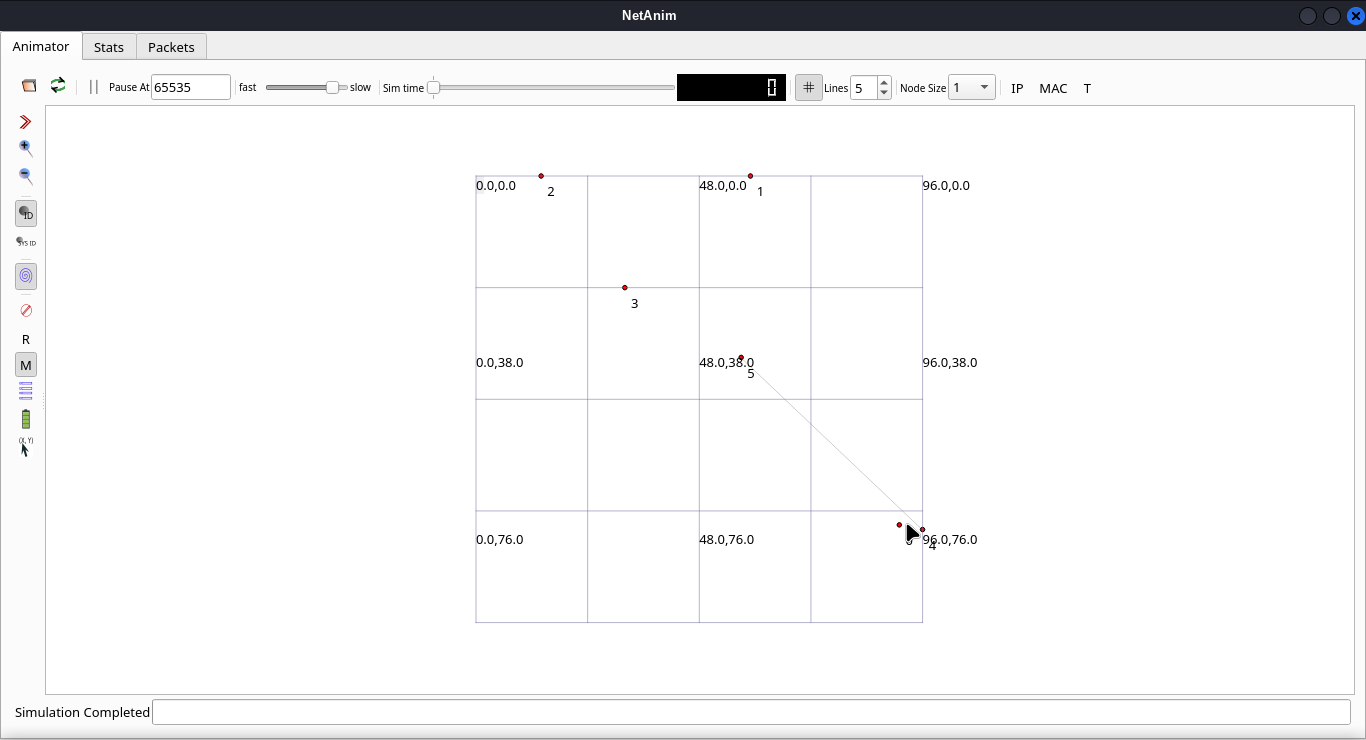 NetAnim
Animator Stats Packets
Pause At 65535 fast slow Sim time 0 Lines 5 Node Size 1 IP MAC T
ID
SYS ID
R
M
(X, Y)
0.0,0.0 2 48.0,0.0 1 96.0,0.0
3
0.0,38.0 48.0,38.0 96.0,38.0
5
0.0,76.0 48.0,76.0 96.0,76.0
4
Simulation Completed